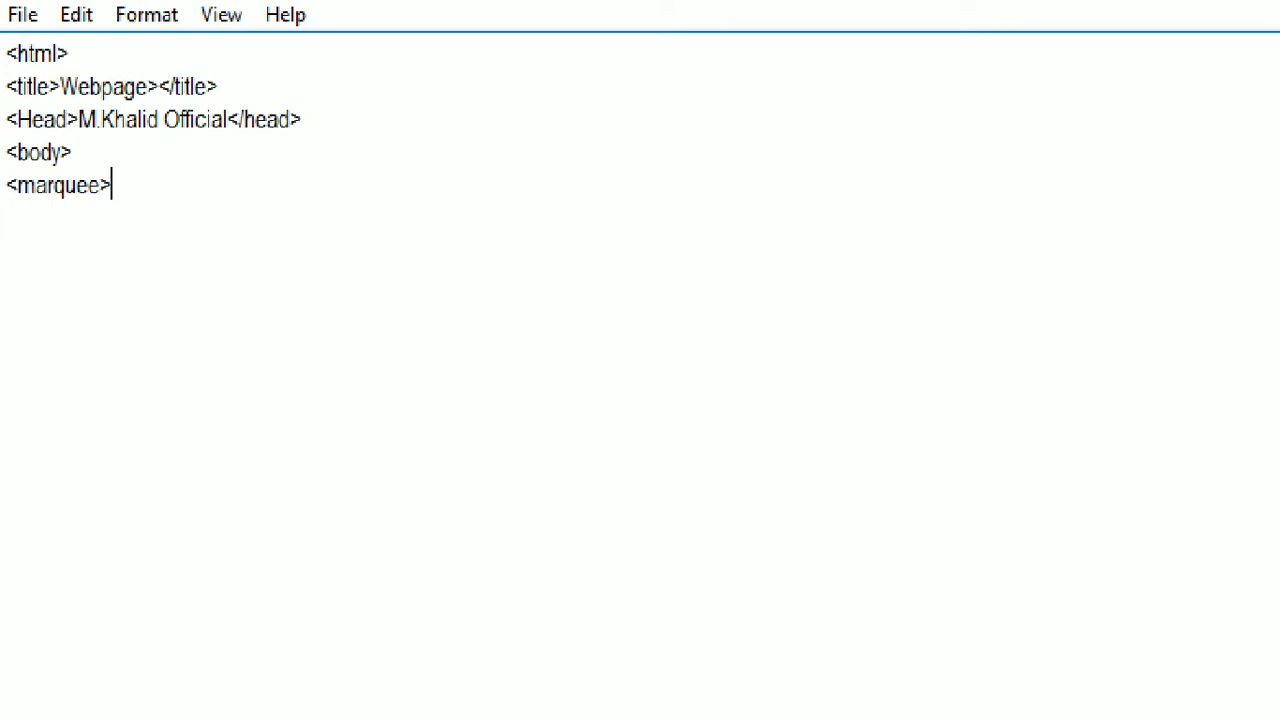 File Edit Format View Help
<html>
<title>Webpage></title>
<Head>M.Khalid Official</head>
<body>
<marquee>